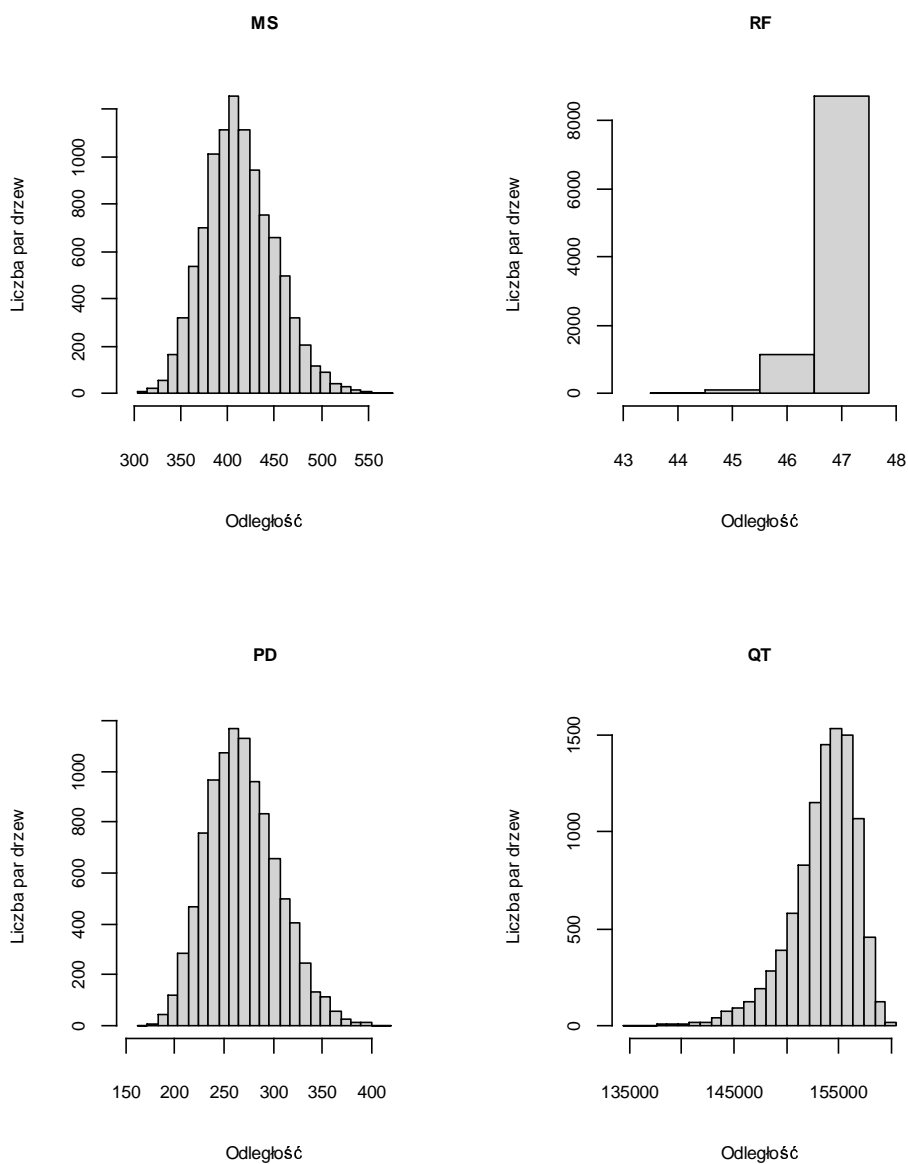 MS
Liczba par drzew
0 200 400 600 800 1000
300 350 400 450 500 550
Odległość
RF
Liczba par drzew
0 2000 4000 6000 8000
43 44 45 46 47 48
Odległość
PD
Liczba par drzew
0 200 400 600 800 1000
150 200 250 300 350 400
Odległość
QT
Liczba par drzew
0 500 1000 1500
135000 145000 155000
Odległość